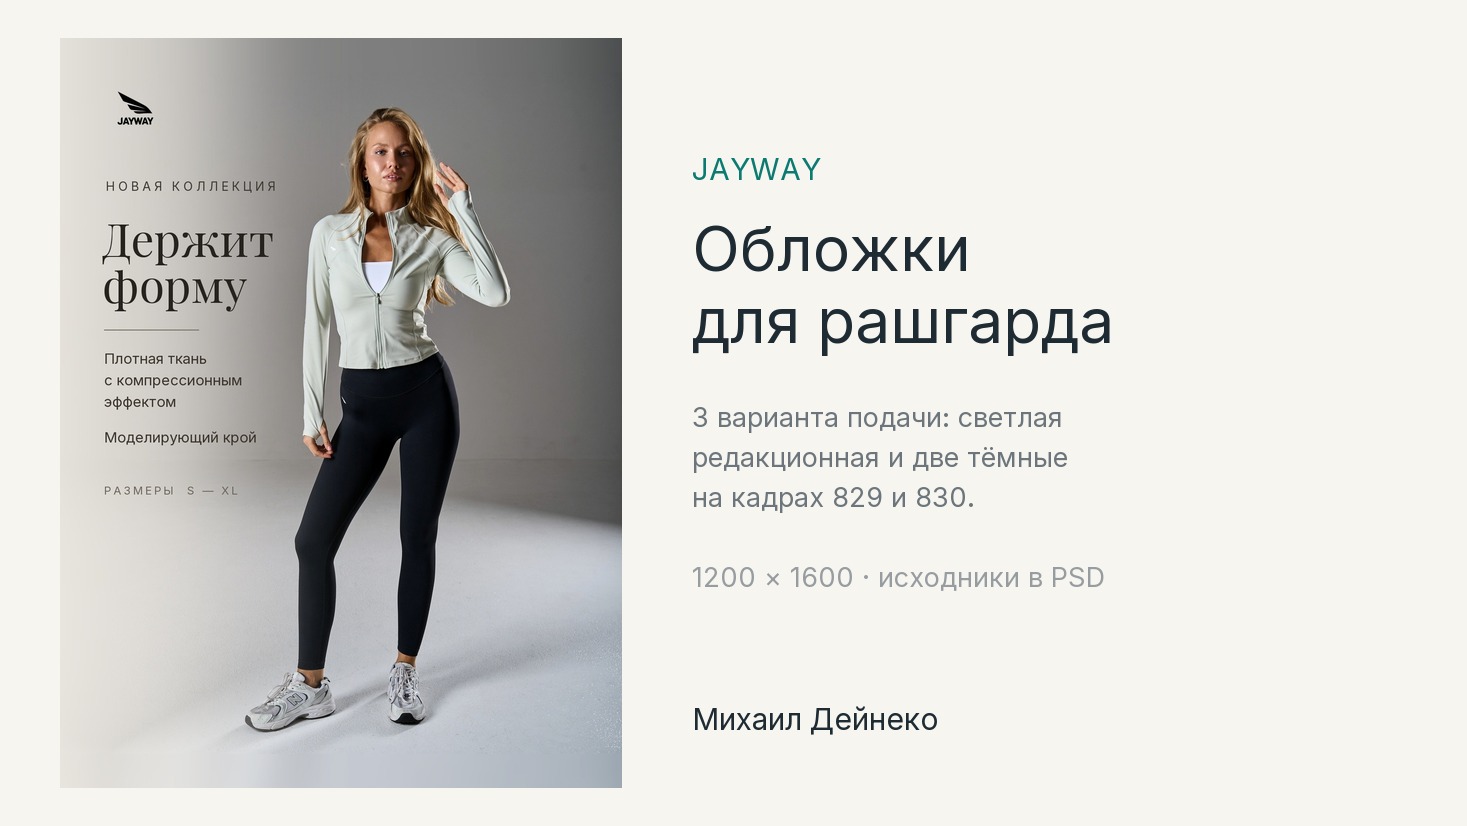 JAYWAY
НОВАЯ КОЛЛЕКЦИЯ
Держит
форму
Плотная ткань
с компрессионным
эффектом
Моделирующий крой
РАЗМЕРЫ S — XL
JAYWAY
Обложки
для рашгарда
3 варианта подачи: светлая
редакционная и две тёмные
на кадрах 829 и 830.
1200 × 1600 · исходники в PSD
Михаил Дейнеко